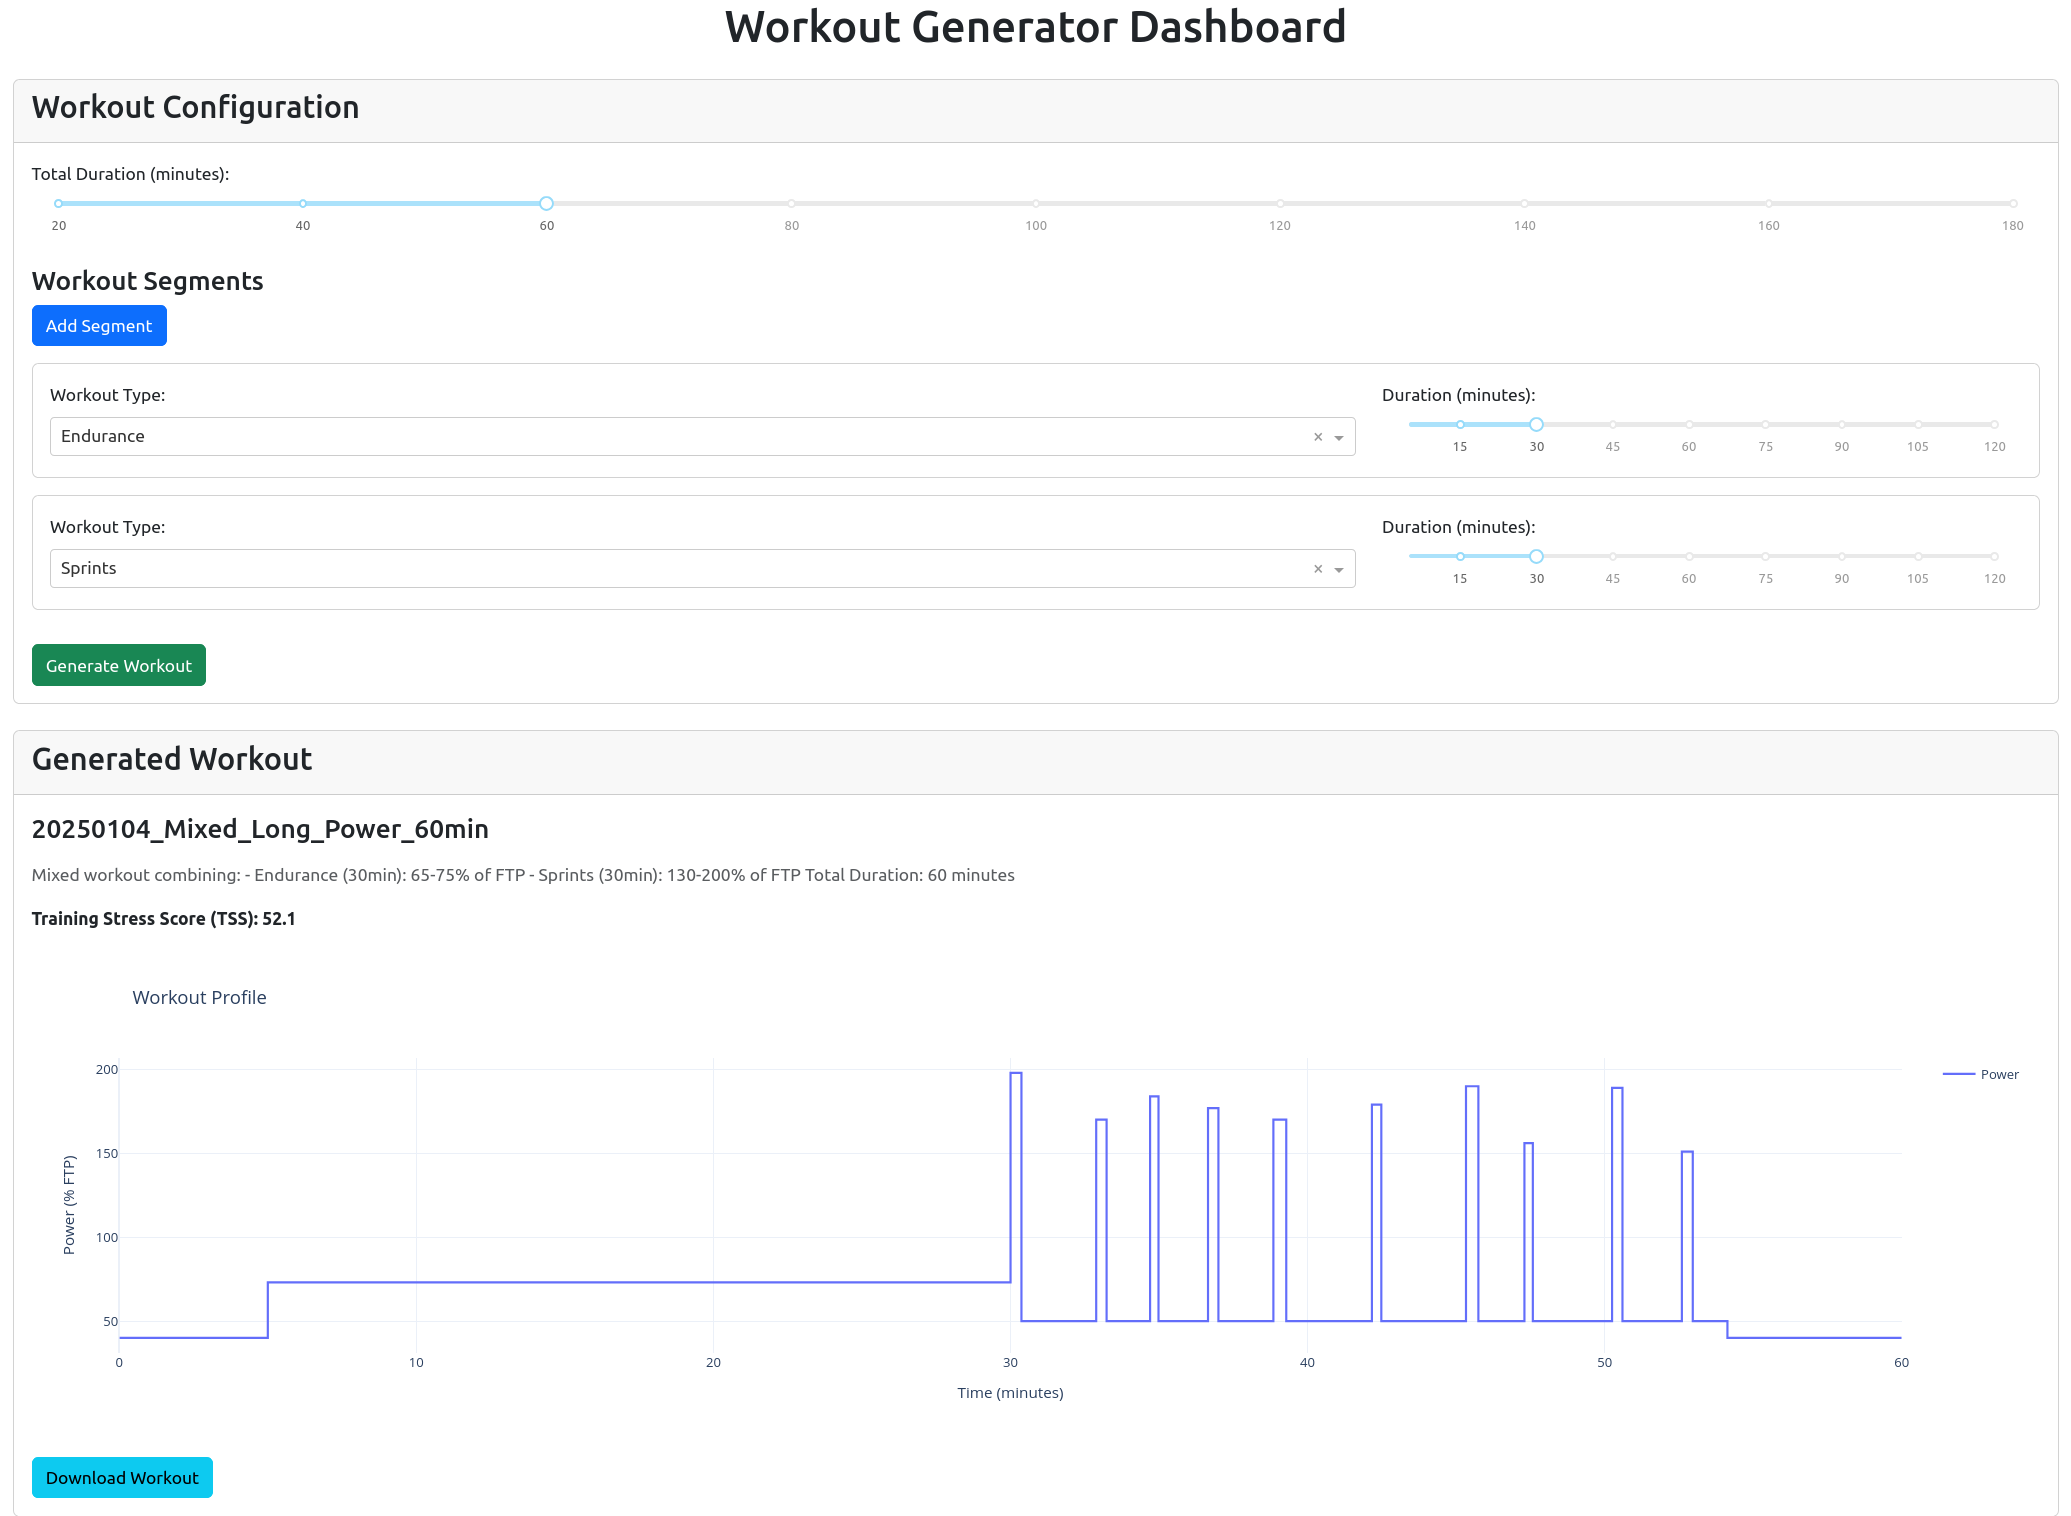 Workout Generator Dashboard
Workout Configuration
Total Duration (minutes):
20 40 60 80 100 120 140 160 180
Workout Segments
Add Segment
Workout Type:
Endurance × 
Duration (minutes):
15 30 45 60 75 90 105 120
Workout Type:
Sprints × 
Duration (minutes):
15 30 45 60 75 90 105 120
Generate Workout
Generated Workout
20250104_Mixed_Long_Power_60min
Mixed workout combining: - Endurance (30min): 65-75% of FTP - Sprints (30min): 130-200% of FTP Total Duration: 60 minutes
Training Stress Score (TSS): 52.1
Workout Profile
200
150
100
50
Power (% FTP)
Power
0 10 20 30 40 50 60
Time (minutes)
Download Workout